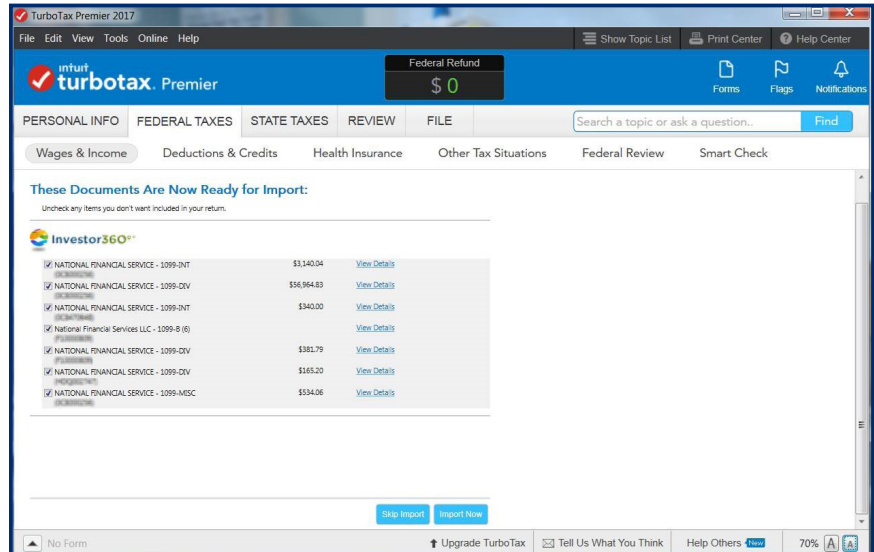 TurboTax Premier 2017
File Edit View Tools Online Help
Show Topic List Print Center Help Center
intuit
turbotax. Premier
Federal Refund
$ 0
Forms Flags Notifications
PERSONAL INFO FEDERAL TAXES STATE TAXES REVIEW FILE
Search a topic or ask a question.. Find
Wages & Income Deductions & Credits Health Insurance Other Tax Situations Federal Review Smart Check
These Documents Are Now Ready for Import:
Uncheck any items you don't want included in your return.
Investor360°
NATIONAL FINANCIAL SERVICE - 1099-INT $3,140.04 View Details
NATIONAL FINANCIAL SERVICE - 1099-DIV $56,964.83 View Details
NATIONAL FINANCIAL SERVICE - 1099-INT $340.00 View Details
National Financial Services LLC - 1099-B (6) View Details
NATIONAL FINANCIAL SERVICE - 1099-DIV $381.79 View Details
NATIONAL FINANCIAL SERVICE - 1099-DIV $165.20 View Details
NATIONAL FINANCIAL SERVICE - 1099-MISC $534.06 View Details
Skip Import Import Now
No Form Upgrade TurboTax Tell Us What You Think Help Others New 70% A A